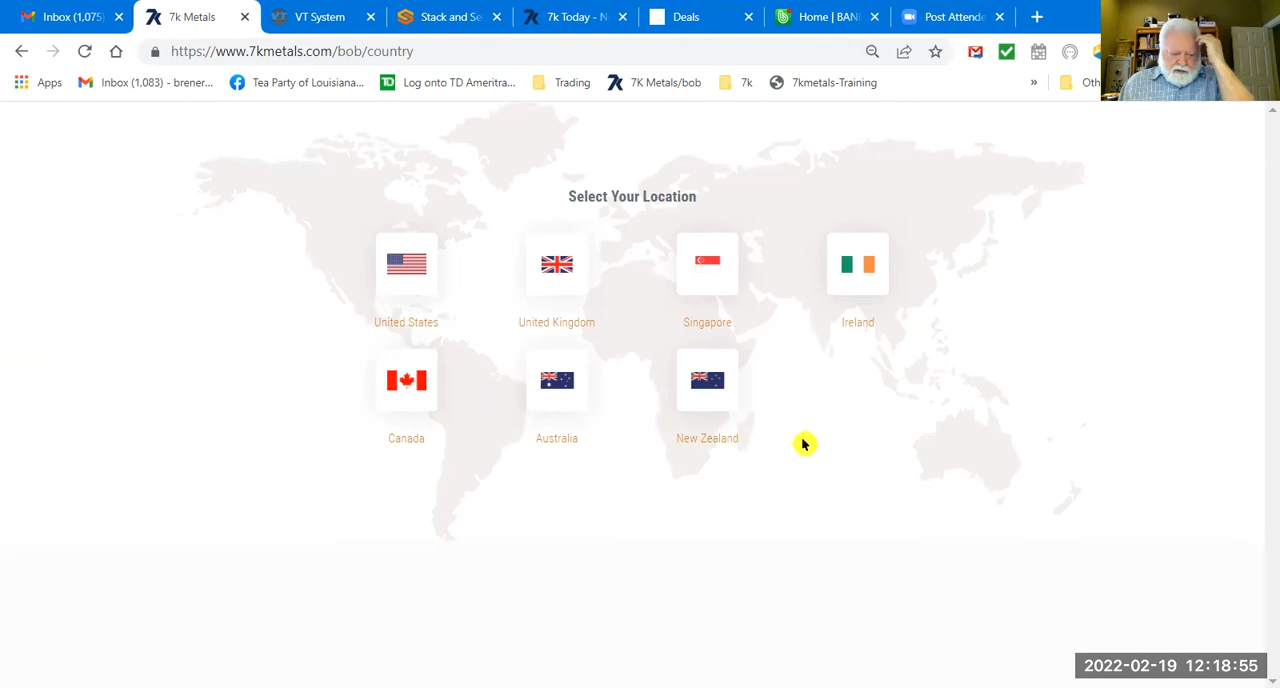 Inbox (1,075)
7k Metals
VT System
Stack and Se
7k Today - N
Deals
Home | BAN
Post Attende
https://www.7kmetals.com/bob/country
Apps
Inbox (1,083) - brener...
Tea Party of Louisiana...
TD
Log onto TD Ameritra...
Trading
7K Metals/bob
7k
7kmetals-Training
»
Oth
Select Your Location
United States
United Kingdom
Singapore
Ireland
Canada
Australia
New Zealand
2022-02-19 12:18:55